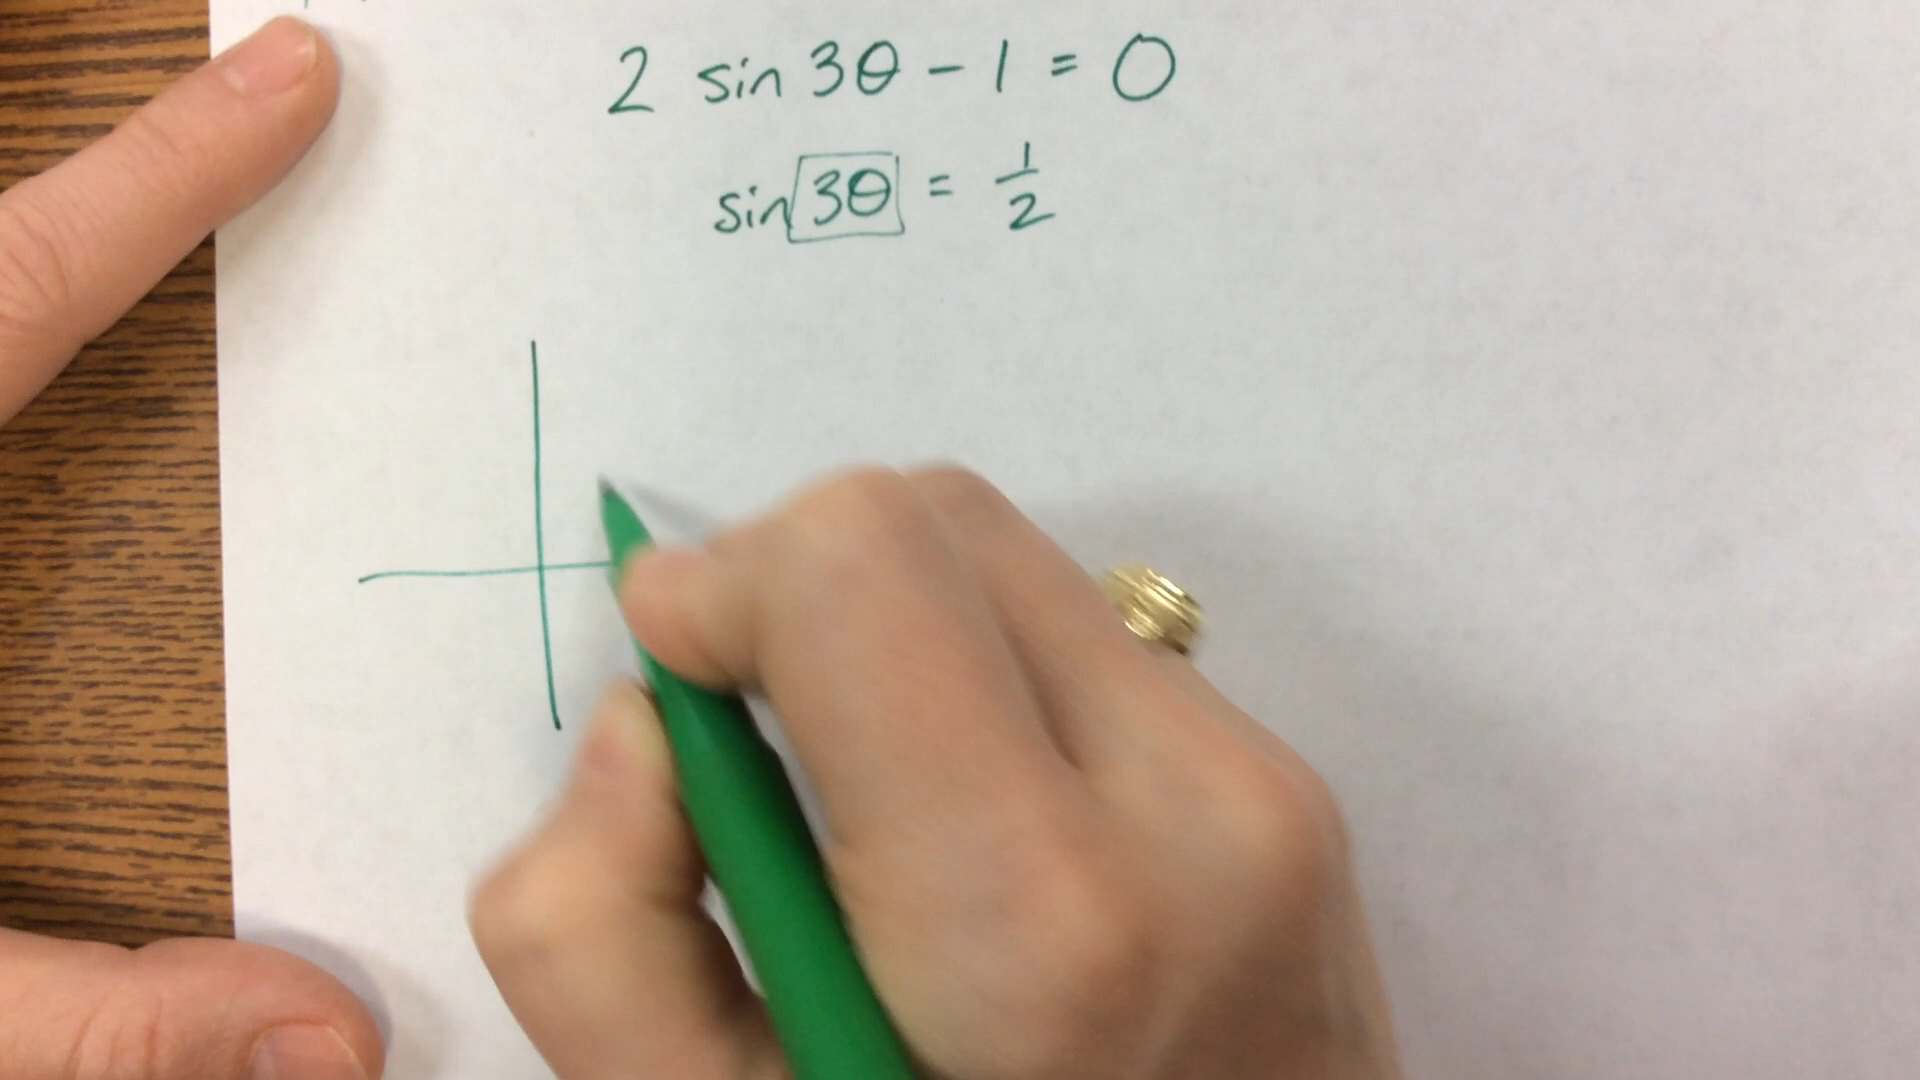 2 sin 3θ - 1 = 0
sin 3θ = 1/2